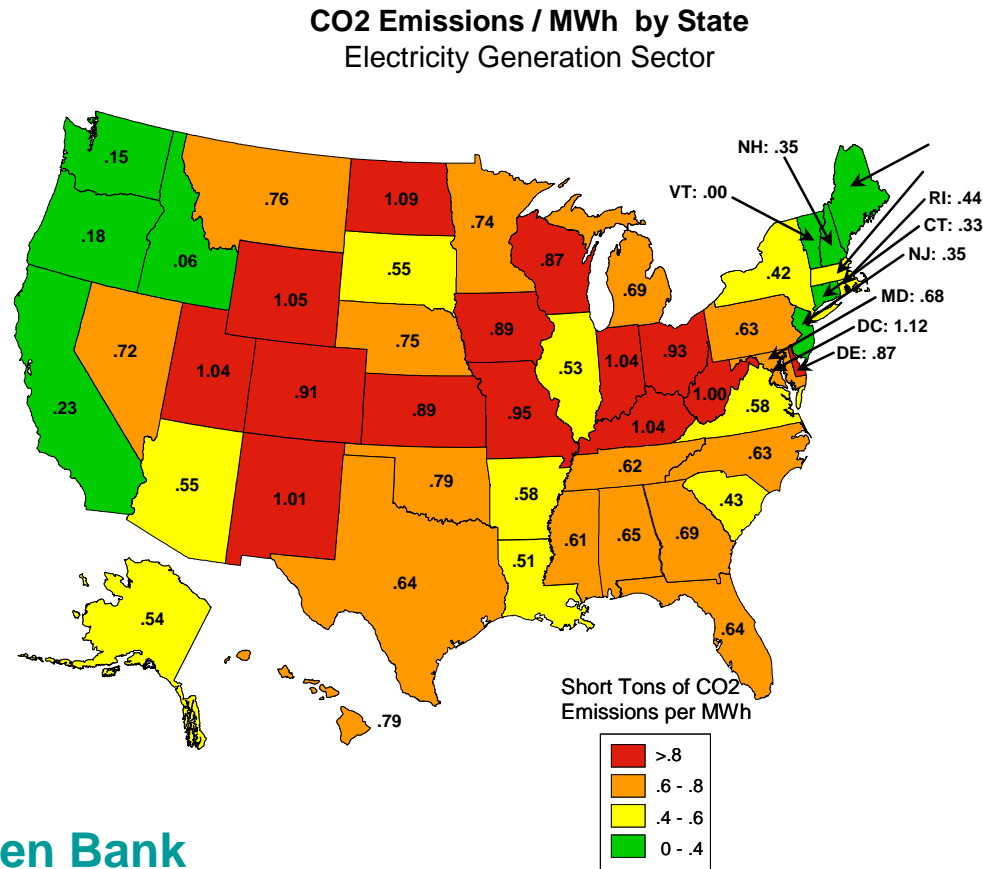 CO2 Emissions / MWh by State
Electricity Generation Sector
NH: .35
VT: .00
RI: .44
CT: .33
NJ: .35
MD: .68
DC: 1.12
DE: .87
.15
.76
1.09
.74
.18
.06
.87
.42
.55
.69
1.05
.89
.63
.72
.75
1.04
.93
1.04
.91
.53
1.00
.23
.89
.95
.58
1.04
.63
.62
.55
.79
1.01
.58
.43
.61
.65
.69
.51
.64
.54
.64
.79
Short Tons of CO2
Emissions per MWh
>.8
.6 - .8
.4 - .6
0 - .4
en Bank